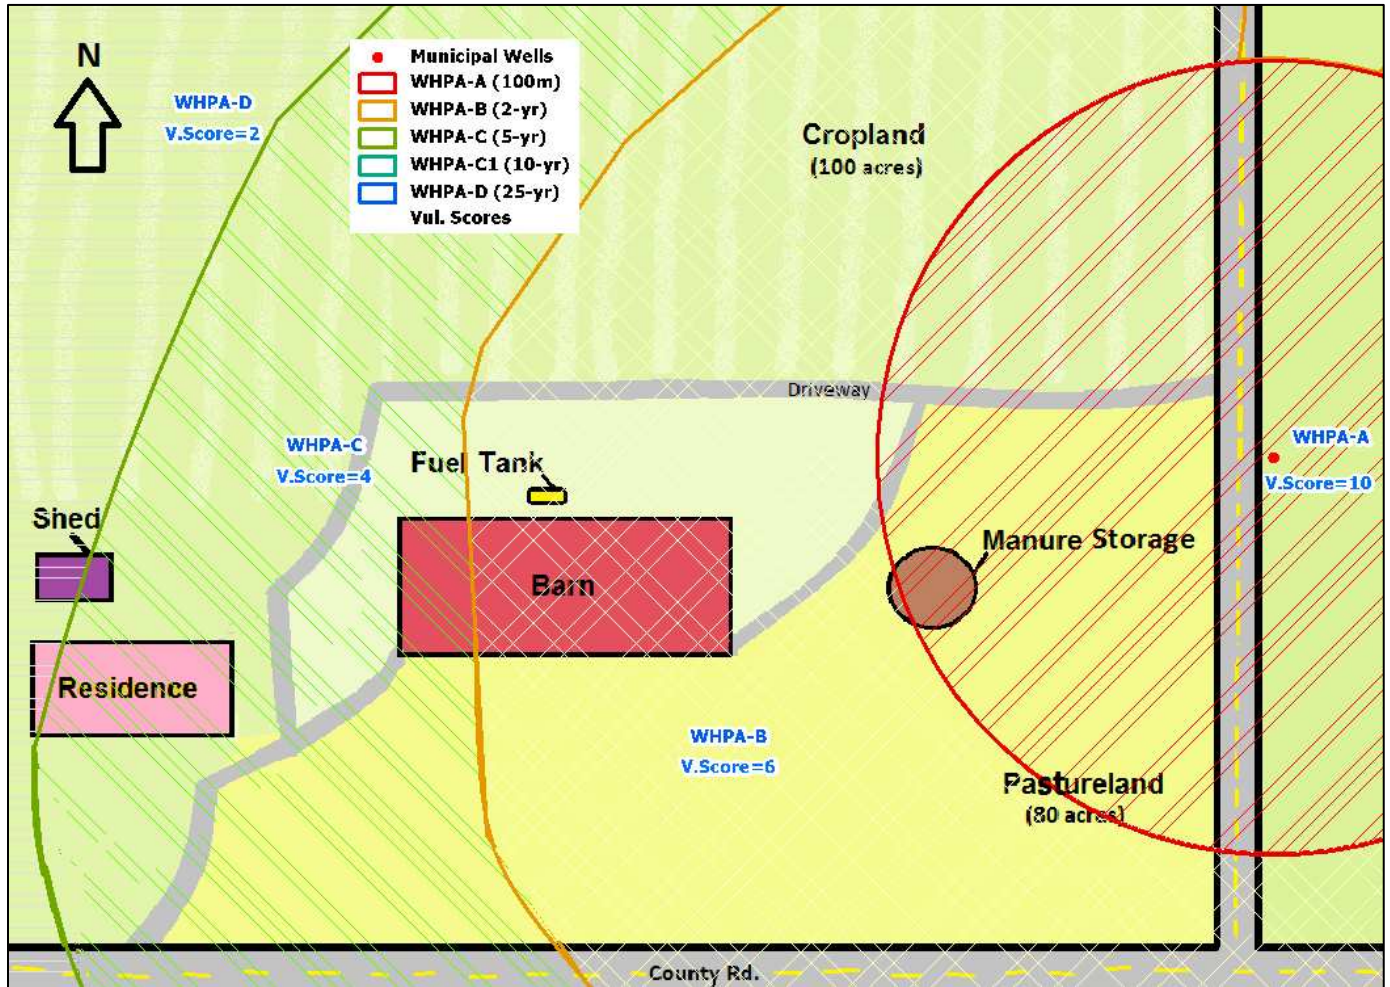 N
WHPA-D
V.Score=2
Municipal Wells
WHPA-A (100m)
WHPA-B (2-yr)
WHPA-C (5-yr)
WHPA-C1 (10-yr)
WHPA-D (25-yr)
Vul. Scores
Cropland
(100 acres)
Driveway
WHPA-C
V.Score=4
Fuel Tank
WHPA-A
V.Score=10
Shed
Barn
Manure Storage
Residence
WHPA-B
V.Score=6
Pastureland
(80 acres)
County Rd.